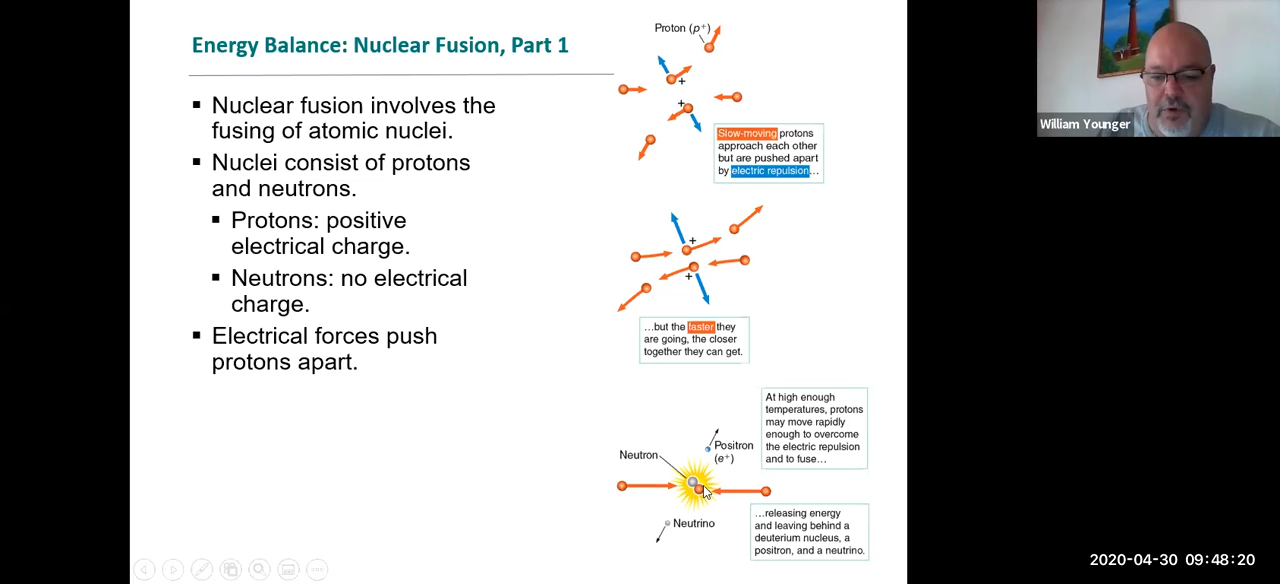 Energy Balance: Nuclear Fusion, Part 1
▪ Nuclear fusion involves the
fusing of atomic nuclei.
▪ Nuclei consist of protons
and neutrons.
▪ Protons: positive
electrical charge.
▪ Neutrons: no electrical
charge.
▪ Electrical forces push
protons apart.
Proton (p⁺)
+
+
Slow-moving protons
approach each other
but are pushed apart
by electric repulsion…
+
+
…but the faster they
are going, the closer
together they can get.
At high enough
temperatures, protons
may move rapidly
enough to overcome
the electric repulsion
and to fuse…
Neutron
Positron
(e⁺)
Neutrino
…releasing energy
and leaving behind a
deuterium nucleus, a
positron, and a neutrino.
William Younger
2020-04-30 09:48:20